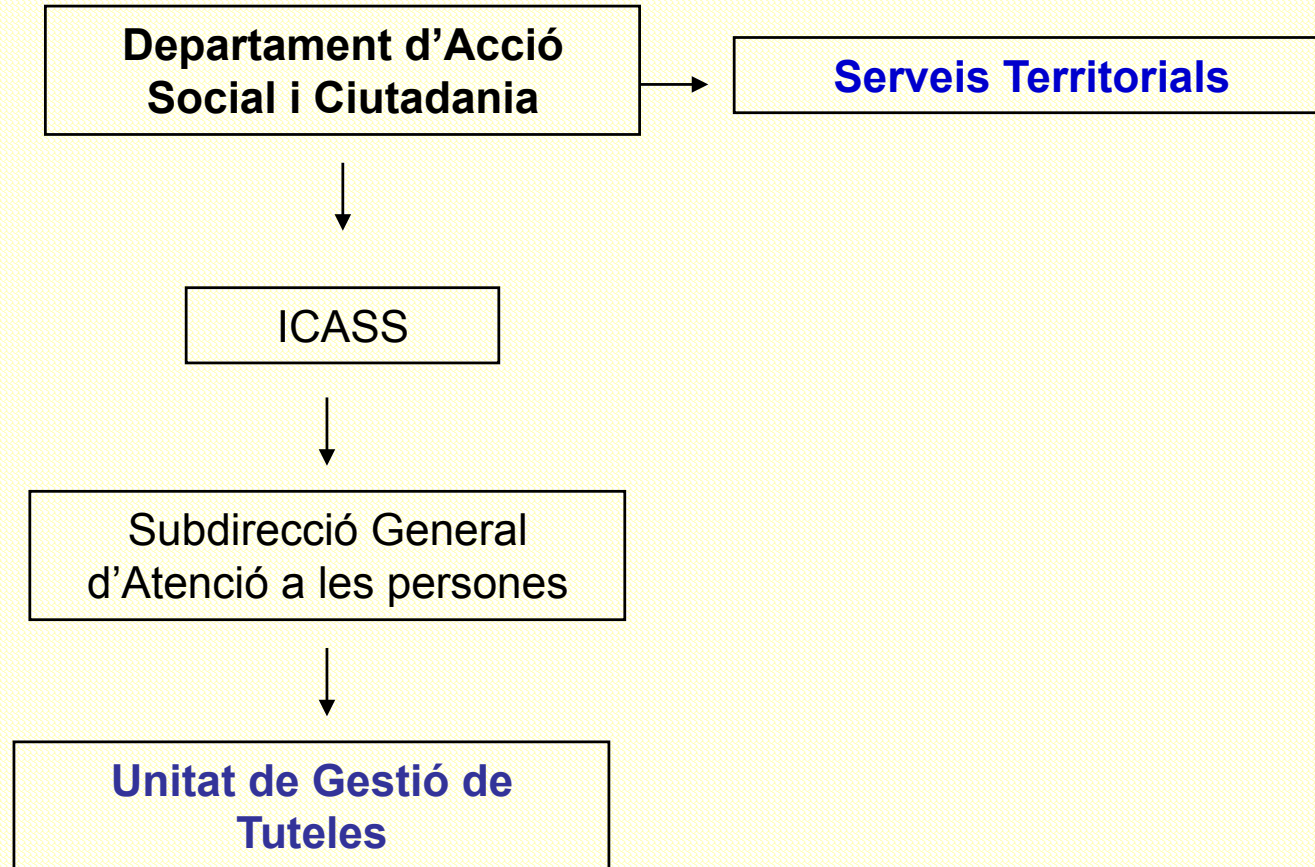 Departament d’Acció
Social i Ciutadania
Serveis Territorials
ICASS
Subdirecció General
d’Atenció a les persones
Unitat de Gestió de
Tuteles